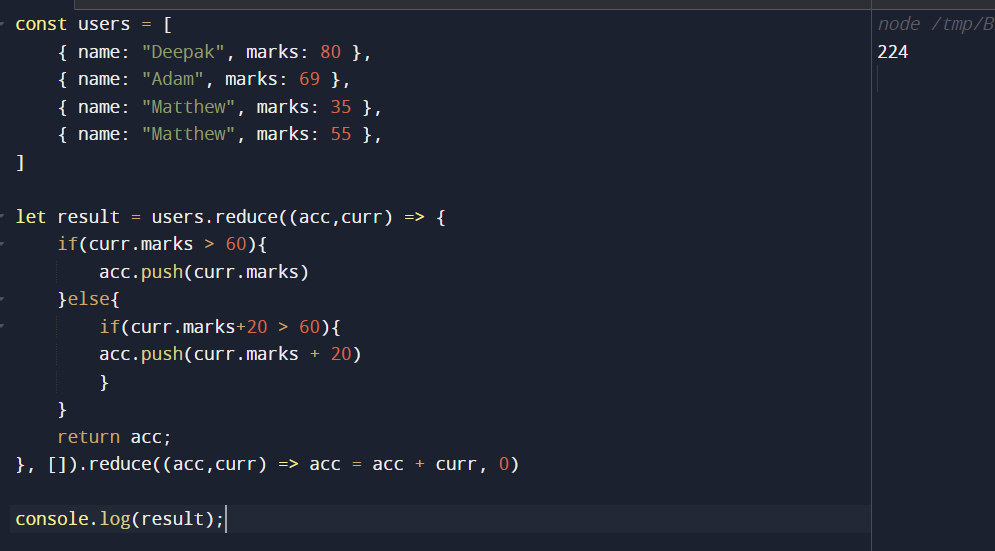 const users = [
    { name: "Deepak", marks: 80 },
    { name: "Adam", marks: 69 },
    { name: "Matthew", marks: 35 },
    { name: "Matthew", marks: 55 },
]
let result = users.reduce((acc,curr) => {
    if(curr.marks > 60){
        acc.push(curr.marks)
    }else{
        if(curr.marks+20 > 60){
        acc.push(curr.marks + 20)
        }
    }
    return acc;
}, []).reduce((acc,curr) => acc = acc + curr, 0)
console.log(result);
node /tmp/B
224